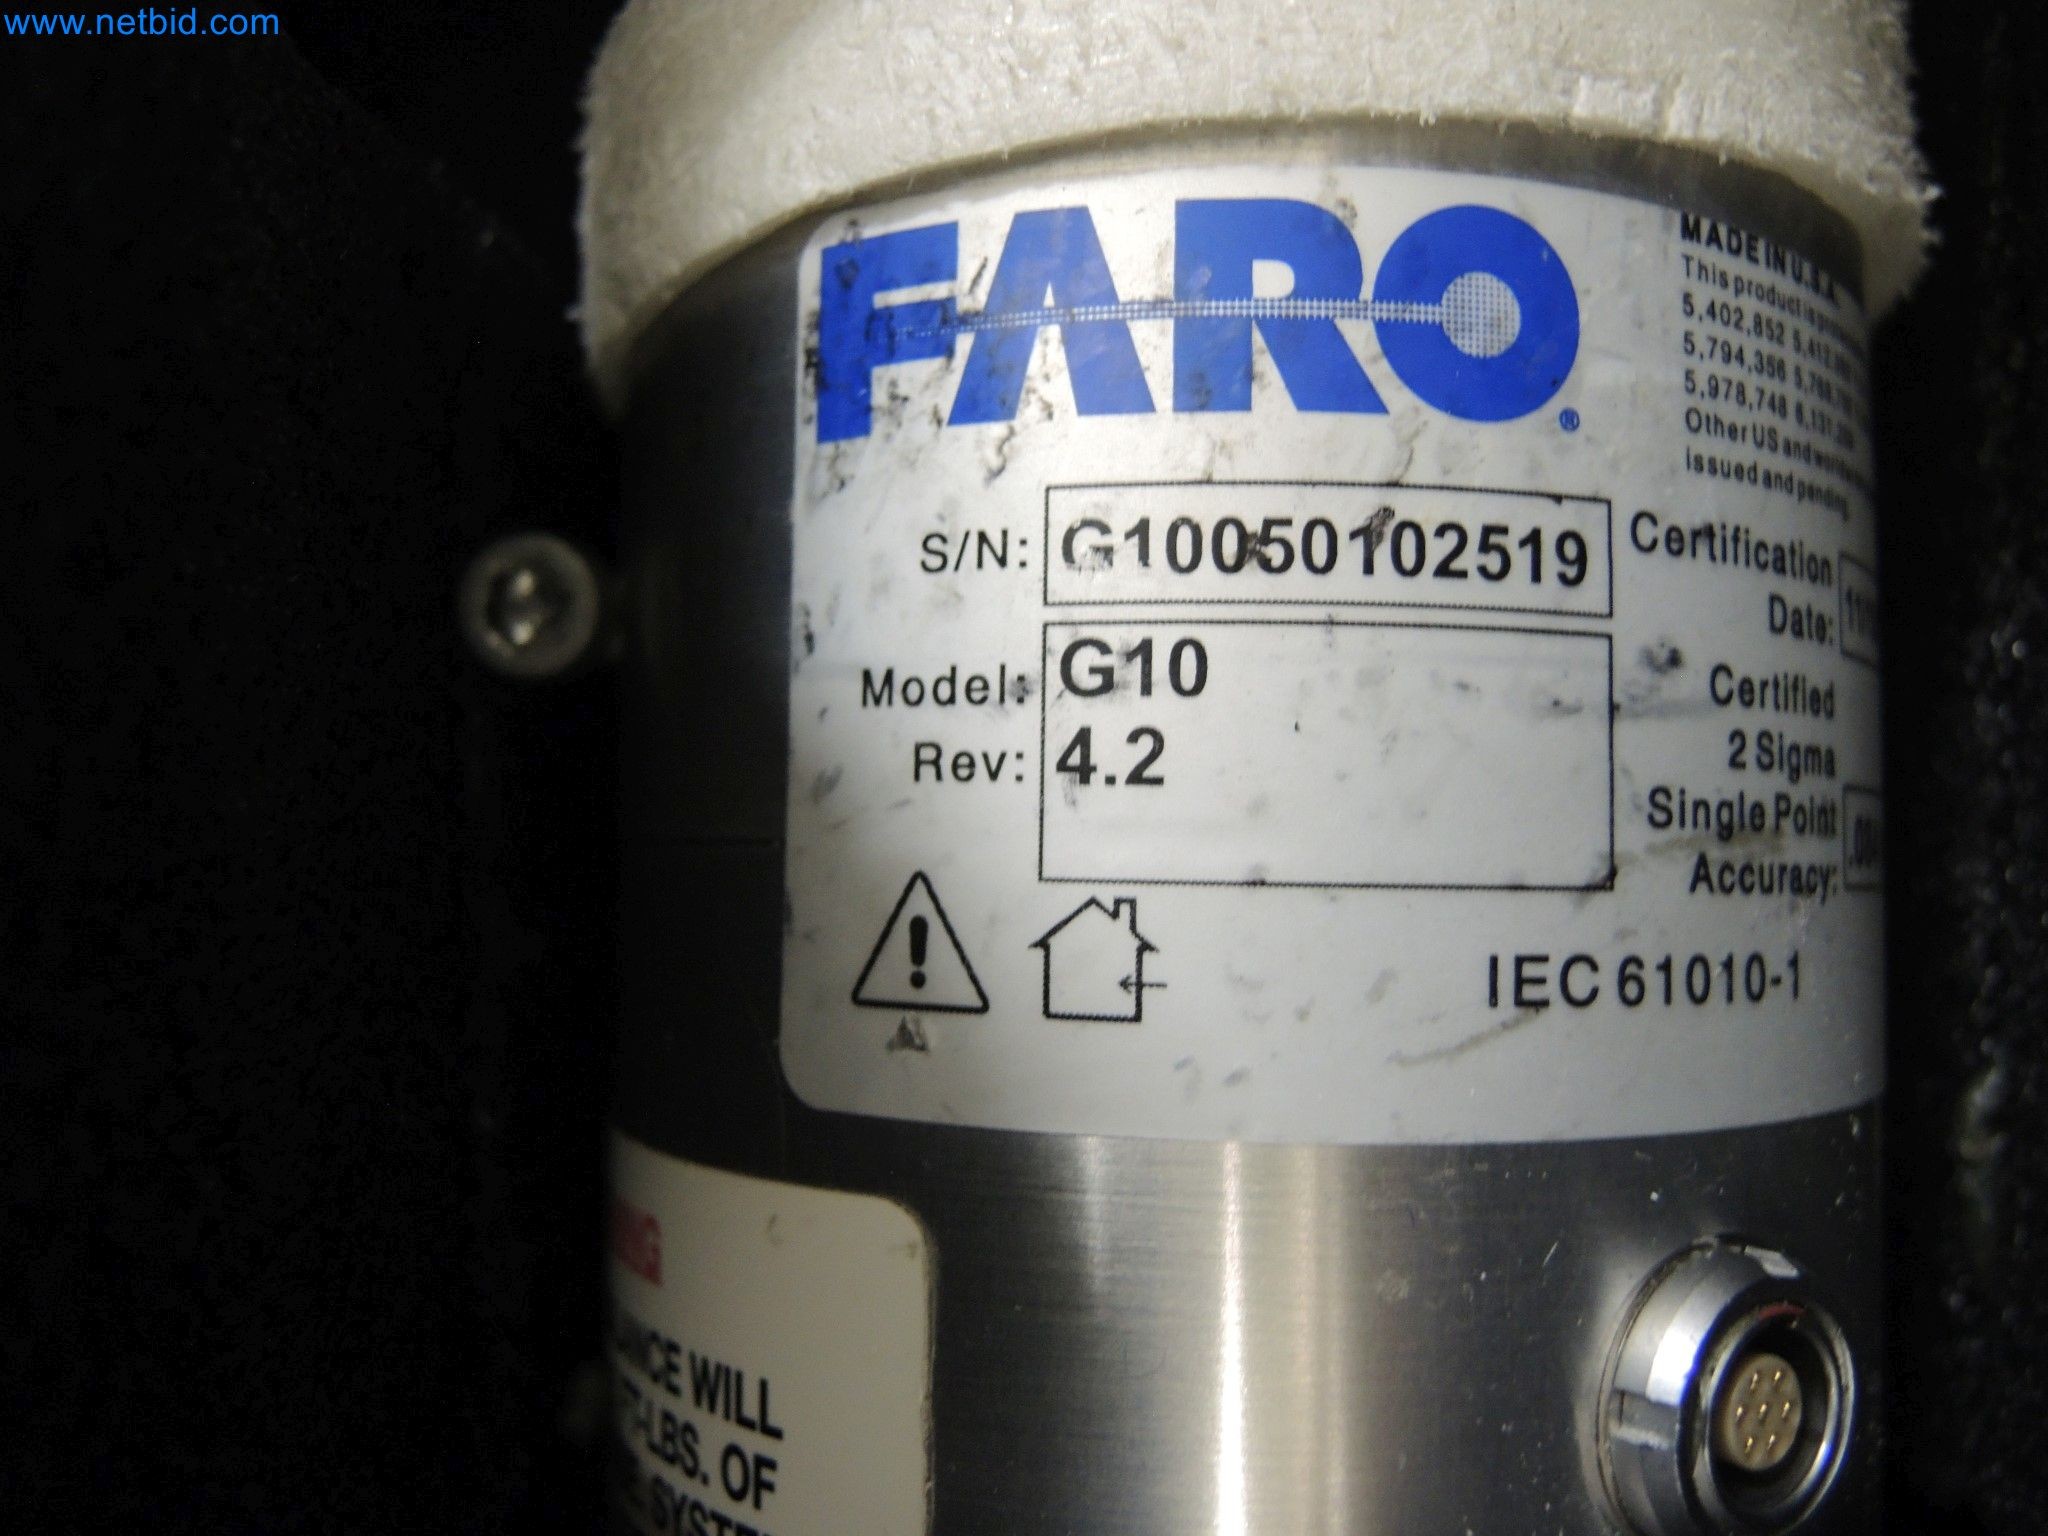 www.netbid.com
FARO®
MADE IN U.S.A.
This product is
5,402,852
5,794,356
5,978,748
Other US and
issued and pending
S/N: G10050102519
Certification
Date:
Model: G10
Rev: 4.2
Certified
2 Sigma
Single Point
Accuracy:
IEC 61010-1
WILL
-LBS. OF